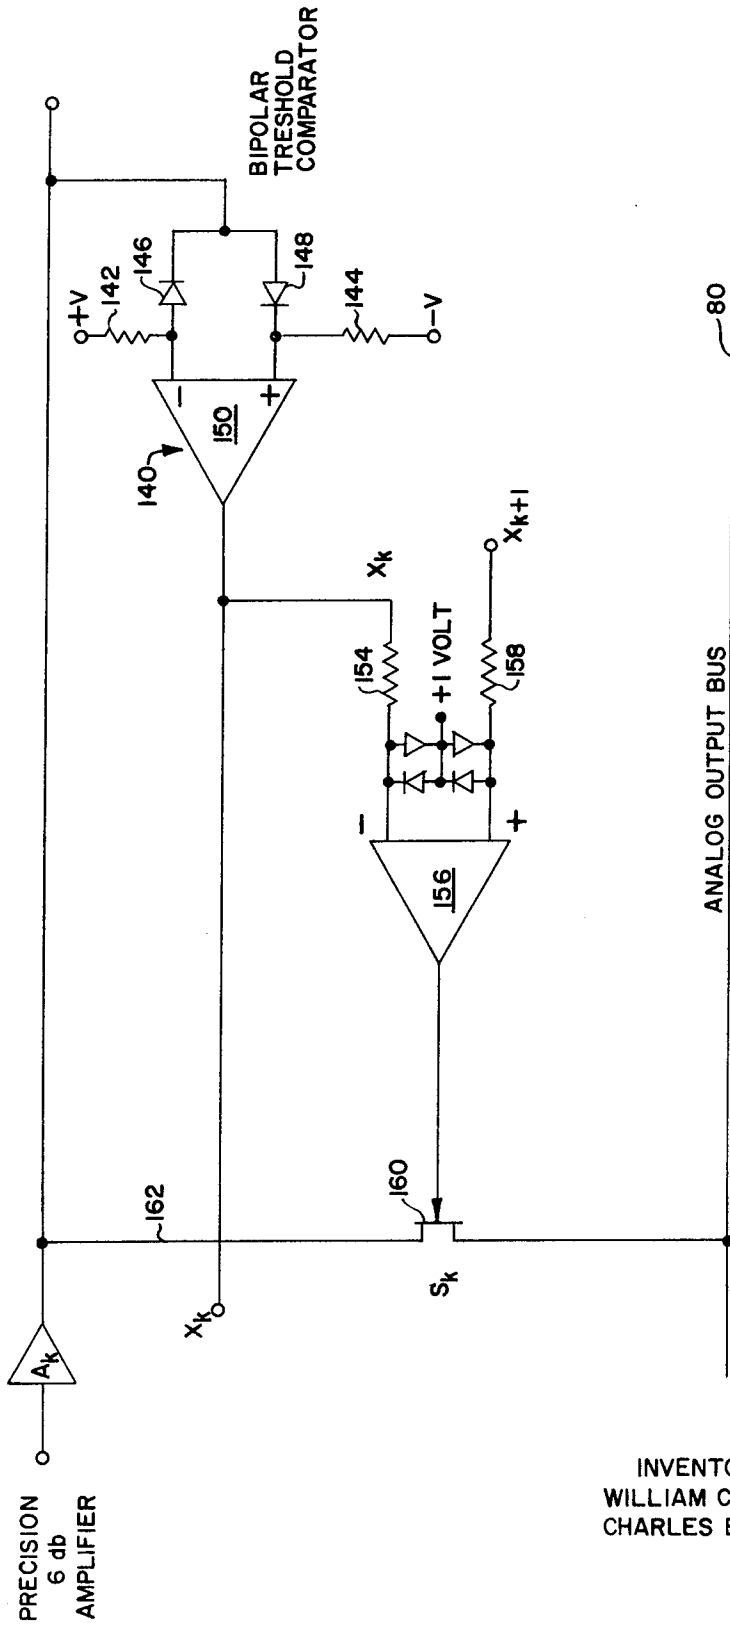 PRECISION
6 db
AMPLIFIER
Ak
162
Xk
140
150
−
+
+V
142
146
148
144
−V
BIPOLAR
TRESHOLD
COMPARATOR
Xk
154
+1 VOLT
158
Xk+1
−
+
156
160
Sk
ANALOG OUTPUT BUS
80
INVENTO
WILLIAM C
CHARLES E